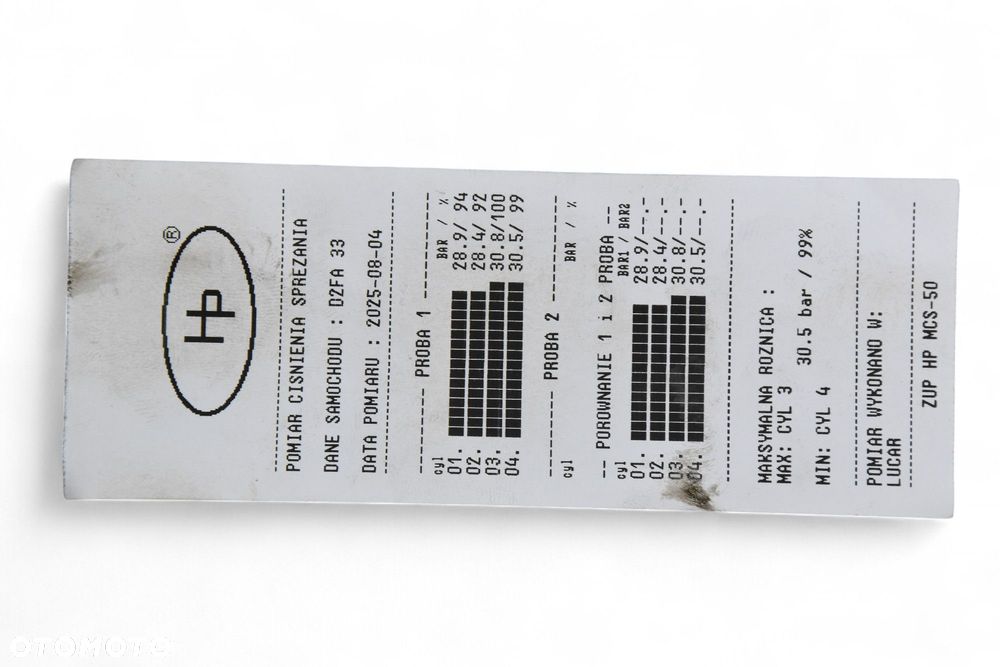 Hp ®
POMIAR CIŚNIENIA SPRĘŻANIA
DANE SAMOCHODU : D2FA 33
DATA POMIARU : 2025-08-04
------ PROBA 1 ------
cyl BAR / %
01. 28.9/ 94
02. 28.4/ 92
03. 30.8/100
04. 30.5/ 99
------ PROBA 2 ------
cyl BAR / %
-- POROWNANIE 1 i 2 PROBA --
cyl BAR1 / BAR2
01. 28.9/--.-
02. 28.4/--.-
03. 30.8/--.-
04. 30.5/--.-
MAKSYMALNA ROZNICA :
MAX: CYL 3
30.5 bar / 99%
MIN: CYL 4
POMIAR WYKONANO W:
LUCAR
ZUP HP MCS-50
OTOMOTO